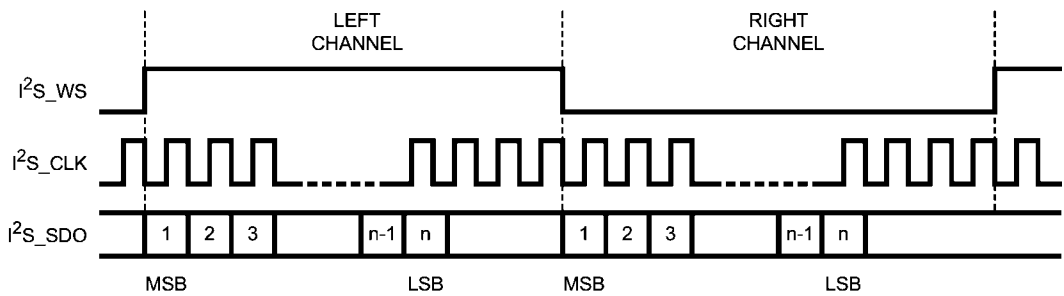 LEFT CHANNEL RIGHT CHANNEL
I²S_WS
I²S_CLK
I²S_SDO 1 2 3 n-1 n 1 2 3 n-1 n
MSB LSB MSB LSB